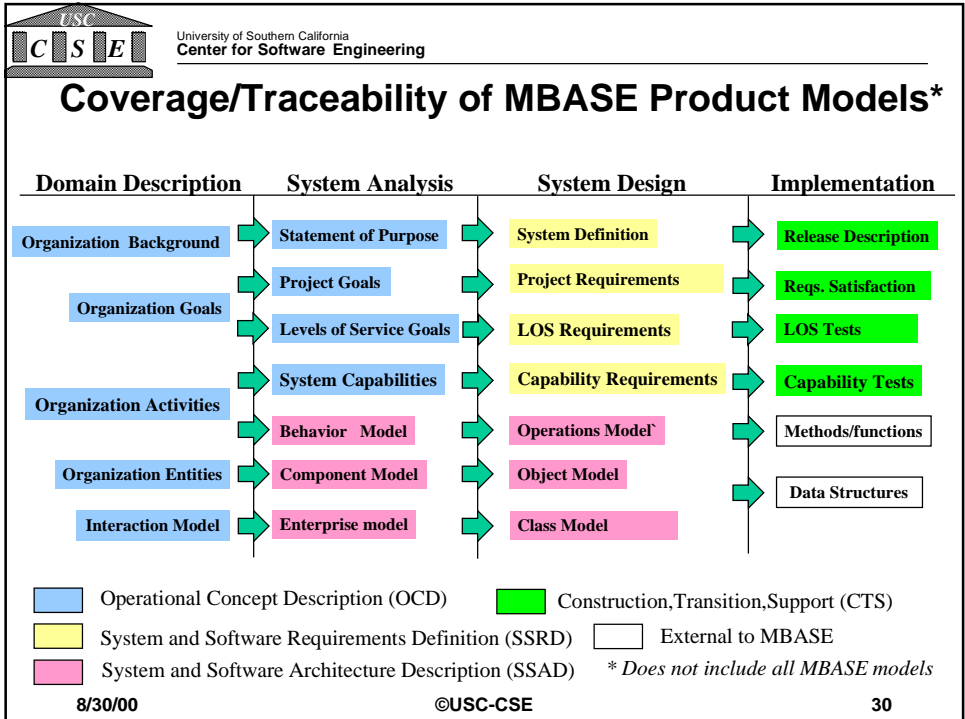 USC
C S E
University of Southern California
Center for Software Engineering
Coverage/Traceability of MBASE Product Models*
Domain Description System Analysis System Design Implementation
Organization Background Statement of Purpose System Definition Release Description
Project Goals Project Requirements Reqs. Satisfaction
Organization Goals
Levels of Service Goals LOS Requirements LOS Tests
System Capabilities Capability Requirements Capability Tests
Organization Activities
Behavior Model Operations Model` Methods/functions
Organization Entities Component Model Object Model
Data Structures
Interaction Model Enterprise model Class Model
Operational Concept Description (OCD) Construction,Transition,Support (CTS)
System and Software Requirements Definition (SSRD) External to MBASE
System and Software Architecture Description (SSAD) * Does not include all MBASE models
8/30/00 ©USC-CSE 30